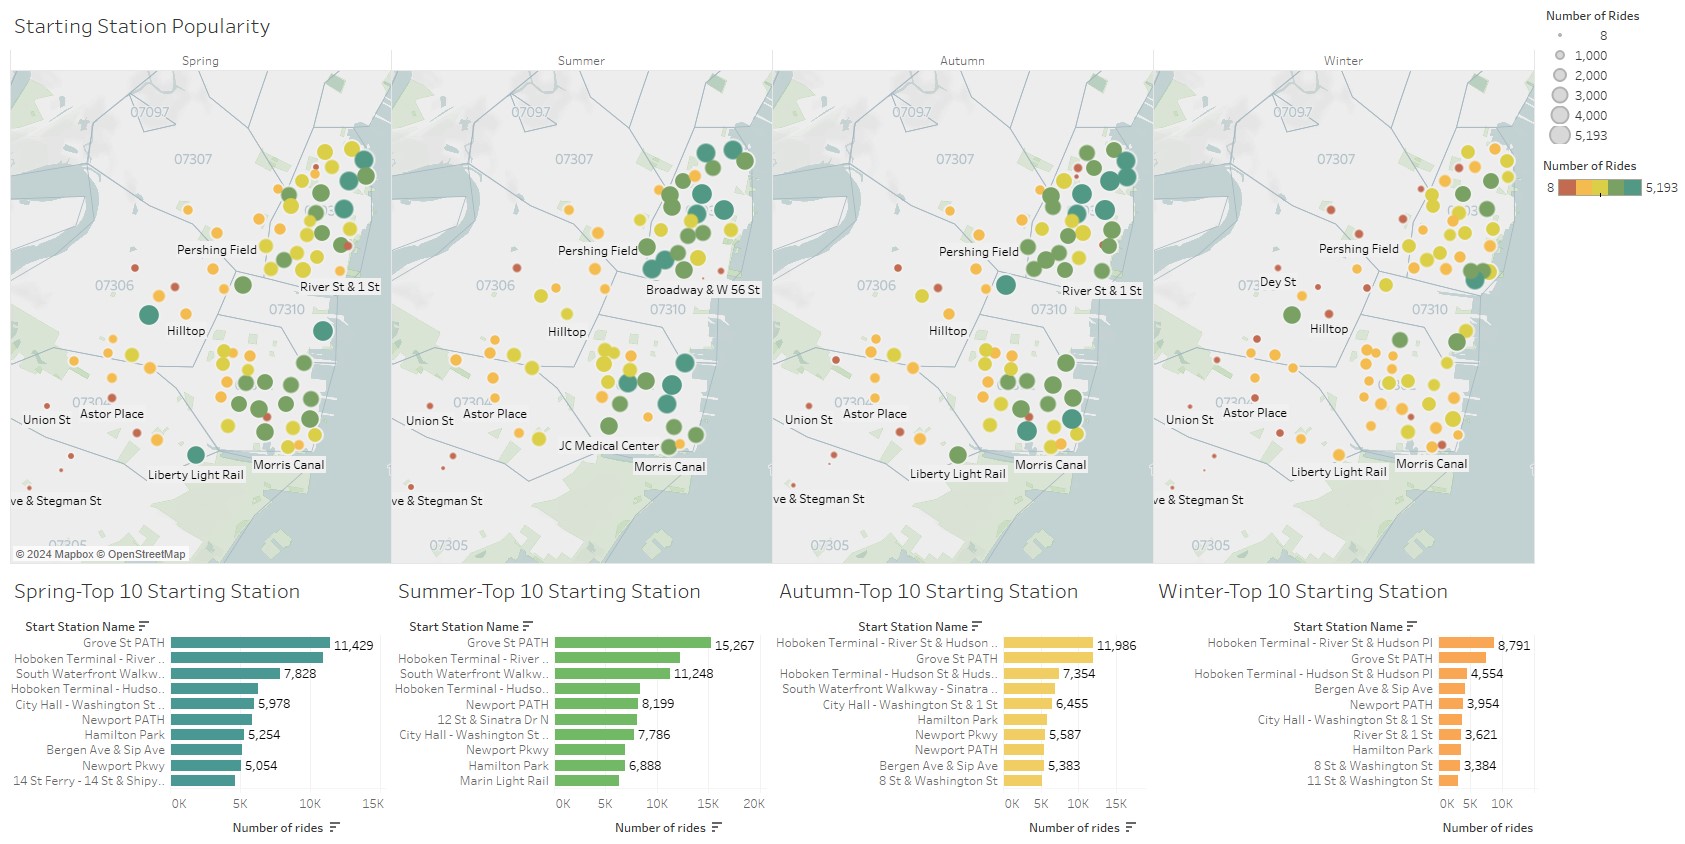 Starting Station Popularity
Spring
Summer
Autumn
Winter
Number of Rides
8
1,000
2,000
3,000
4,000
5,193
Number of Rides
8
5,193
07097
07307
Pershing Field
07306
River St & 1 St
07310
Hilltop
07304
Union St
Astor Place
Morris Canal
Liberty Light Rail
ve & Stegman St
© 2024 Mapbox © OpenStreetMap
07097
07307
Pershing Field
07306
Broadway & W 56 St
07310
Hilltop
07304
Union St
Astor Place
JC Medical Center
Morris Canal
ve & Stegman St
07305
07097
07307
Pershing Field
07306
River St & 1 St
07310
Hilltop
07304
Union St
Astor Place
Morris Canal
Liberty Light Rail
ve & Stegman St
07305
07097
07307
Pershing Field
Dey St
07310
Hilltop
Union St
Astor Place
Morris Canal
Liberty Light Rail
ve & Stegman St
07305
Spring-Top 10 Starting Station
Start Station Name
Grove St PATH
11,429
Hoboken Terminal - River ..
South Waterfront Walkw..
7,828
Hoboken Terminal - Hudso..
City Hall - Washington St ..
5,978
Newport PATH
Hamilton Park
5,254
Bergen Ave & Sip Ave
Newport Pkwy
5,054
14 St Ferry - 14 St & Shipy..
0K
5K
10K
15K
Number of rides
Summer-Top 10 Starting Station
Start Station Name
Grove St PATH
15,267
Hoboken Terminal - River ..
South Waterfront Walkw..
11,248
Hoboken Terminal - Hudso..
Newport PATH
8,199
12 St & Sinatra Dr N
City Hall - Washington St ..
7,786
Newport Pkwy
Hamilton Park
6,888
Marin Light Rail
0K
5K
10K
15K
20K
Number of rides
Autumn-Top 10 Starting Station
Start Station Name
Hoboken Terminal - River St & Hudson ..
11,986
Grove St PATH
Hoboken Terminal - Hudson St & Huds..
7,354
South Waterfront Walkway - Sinatra ..
City Hall - Washington St & 1 St
6,455
Hamilton Park
Newport Pkwy
5,587
Newport PATH
Bergen Ave & Sip Ave
5,383
8 St & Washington St
0K
5K
10K
15K
Number of rides
Winter-Top 10 Starting Station
Start Station Name
Hoboken Terminal - River St & Hudson Pl
8,791
Grove St PATH
Hoboken Terminal - Hudson St & Hudson Pl
4,554
Bergen Ave & Sip Ave
Newport PATH
3,954
City Hall - Washington St & 1 St
River St & 1 St
3,621
Hamilton Park
8 St & Washington St
3,384
11 St & Washington St
0K
5K
10K
Number of rides